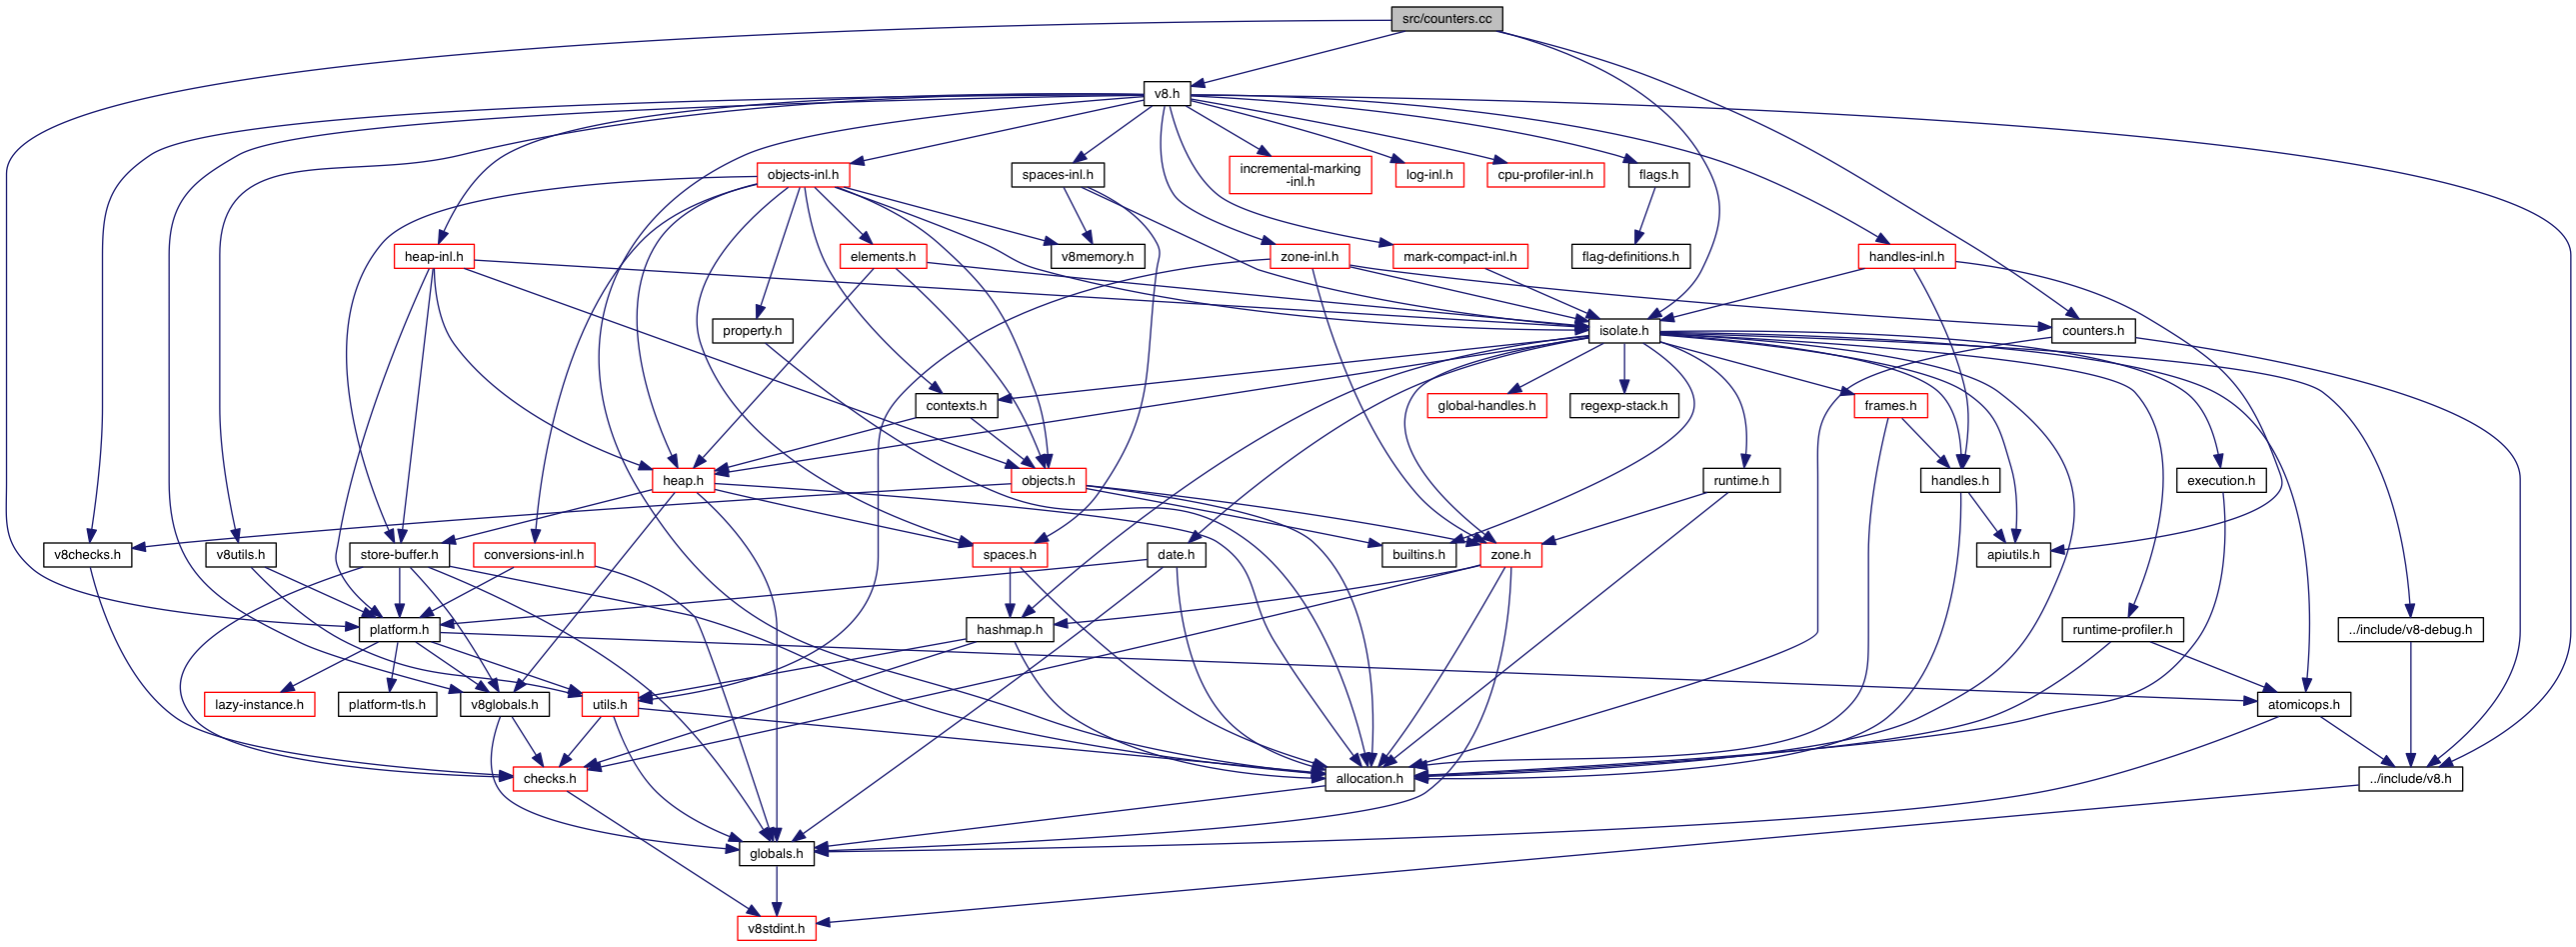 src/counters.cc
v8.h
objects-inl.h
spaces-inl.h
incremental-marking
-inl.h
log-inl.h
cpu-profiler-inl.h
flags.h
heap-inl.h
elements.h
v8memory.h
zone-inl.h
mark-compact-inl.h
flag-definitions.h
handles-inl.h
property.h
isolate.h
counters.h
contexts.h
global-handles.h
regexp-stack.h
frames.h
heap.h
objects.h
runtime.h
handles.h
execution.h
v8checks.h
v8utils.h
store-buffer.h
conversions-inl.h
spaces.h
date.h
builtins.h
zone.h
apiutils.h
platform.h
hashmap.h
runtime-profiler.h
../include/v8-debug.h
lazy-instance.h
platform-tls.h
v8globals.h
utils.h
atomicops.h
checks.h
allocation.h
../include/v8.h
globals.h
v8stdint.h